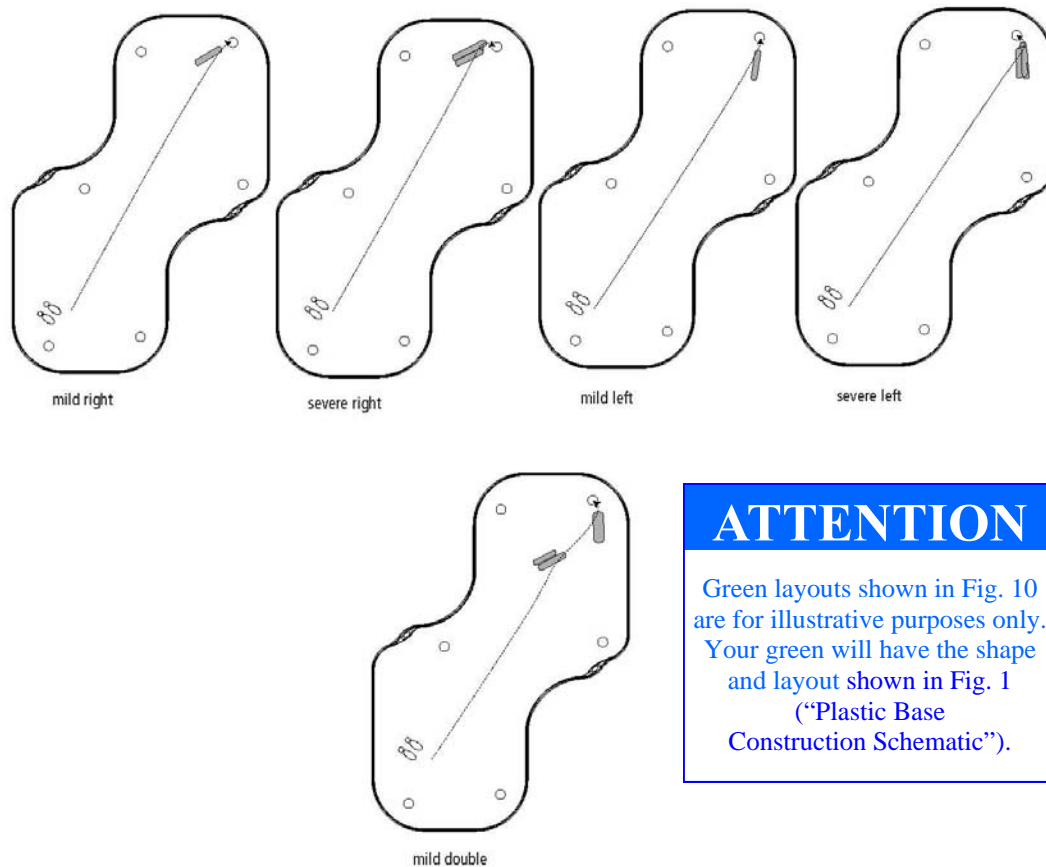 mild right
severe right
mild left
severe left
ATTENTION
Green layouts shown in Fig. 10
are for illustrative purposes only.
Your green will have the shape
and layout shown in Fig. 1
(“Plastic Base
Construction Schematic”).
mild double